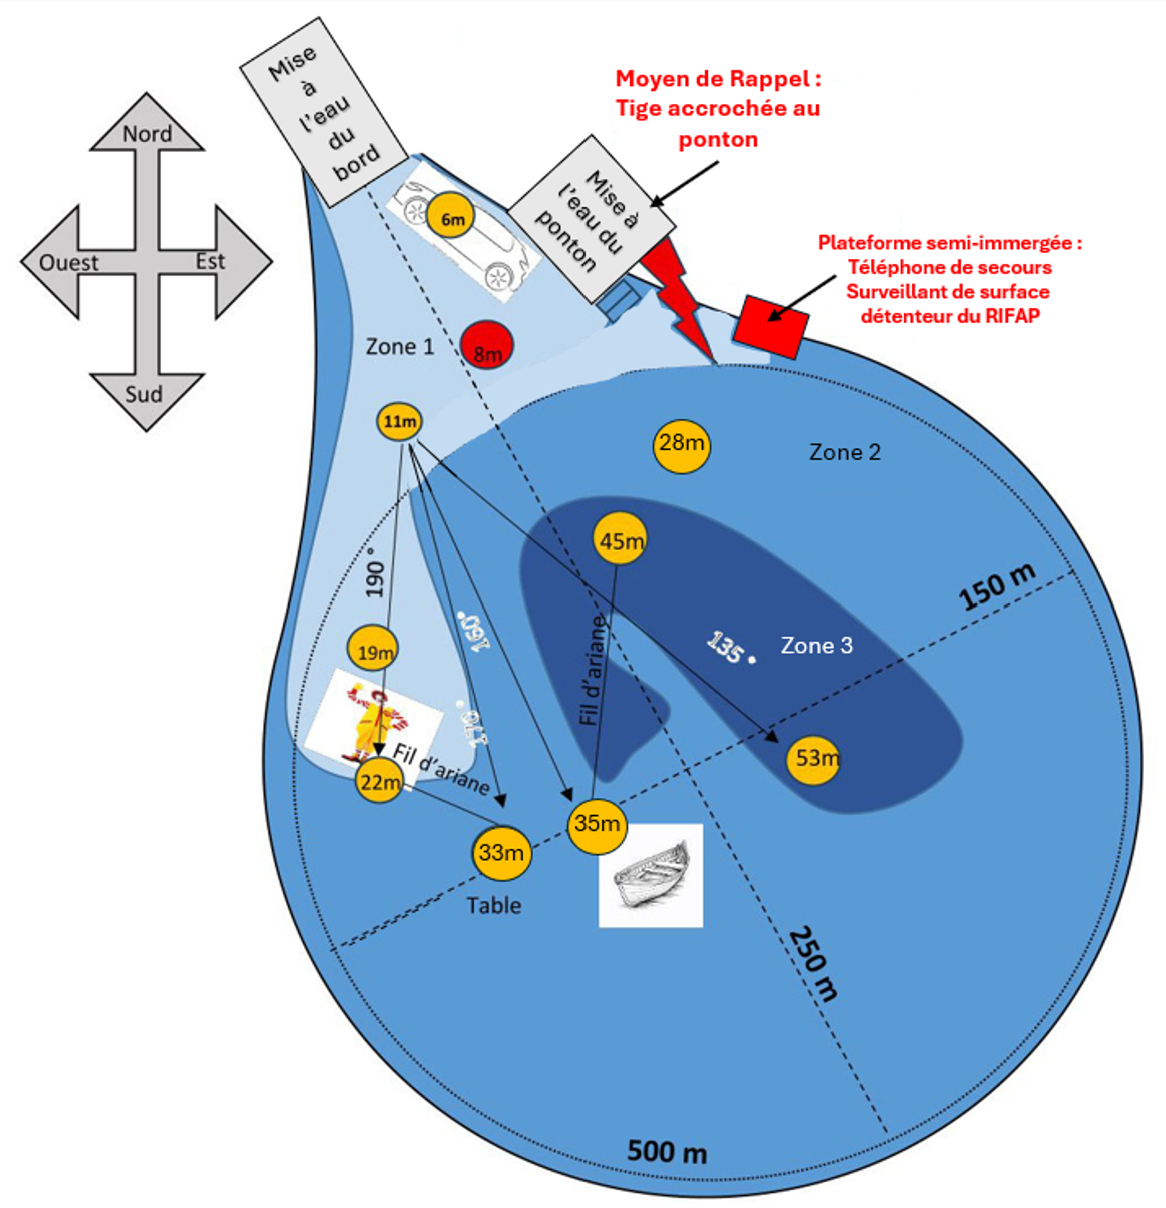 Mise
à
l'eau
du
bord
Moyen de Rappel :
Tige accrochée au
ponton
Nord
Ouest
Est
Sud
6m
Mise à
l'eau du
ponton
Plateforme semi-immergée :
Téléphone de secours
Surveillant de surface
détenteur du RIFAP
Zone 1
8m
11m
28m
Zone 2
45m
190°
160°
150 m
19m
Fil d'ariane
135°
Zone 3
170°
Fil d'ariane
22m
53m
35m
33m
Table
250 m
500 m